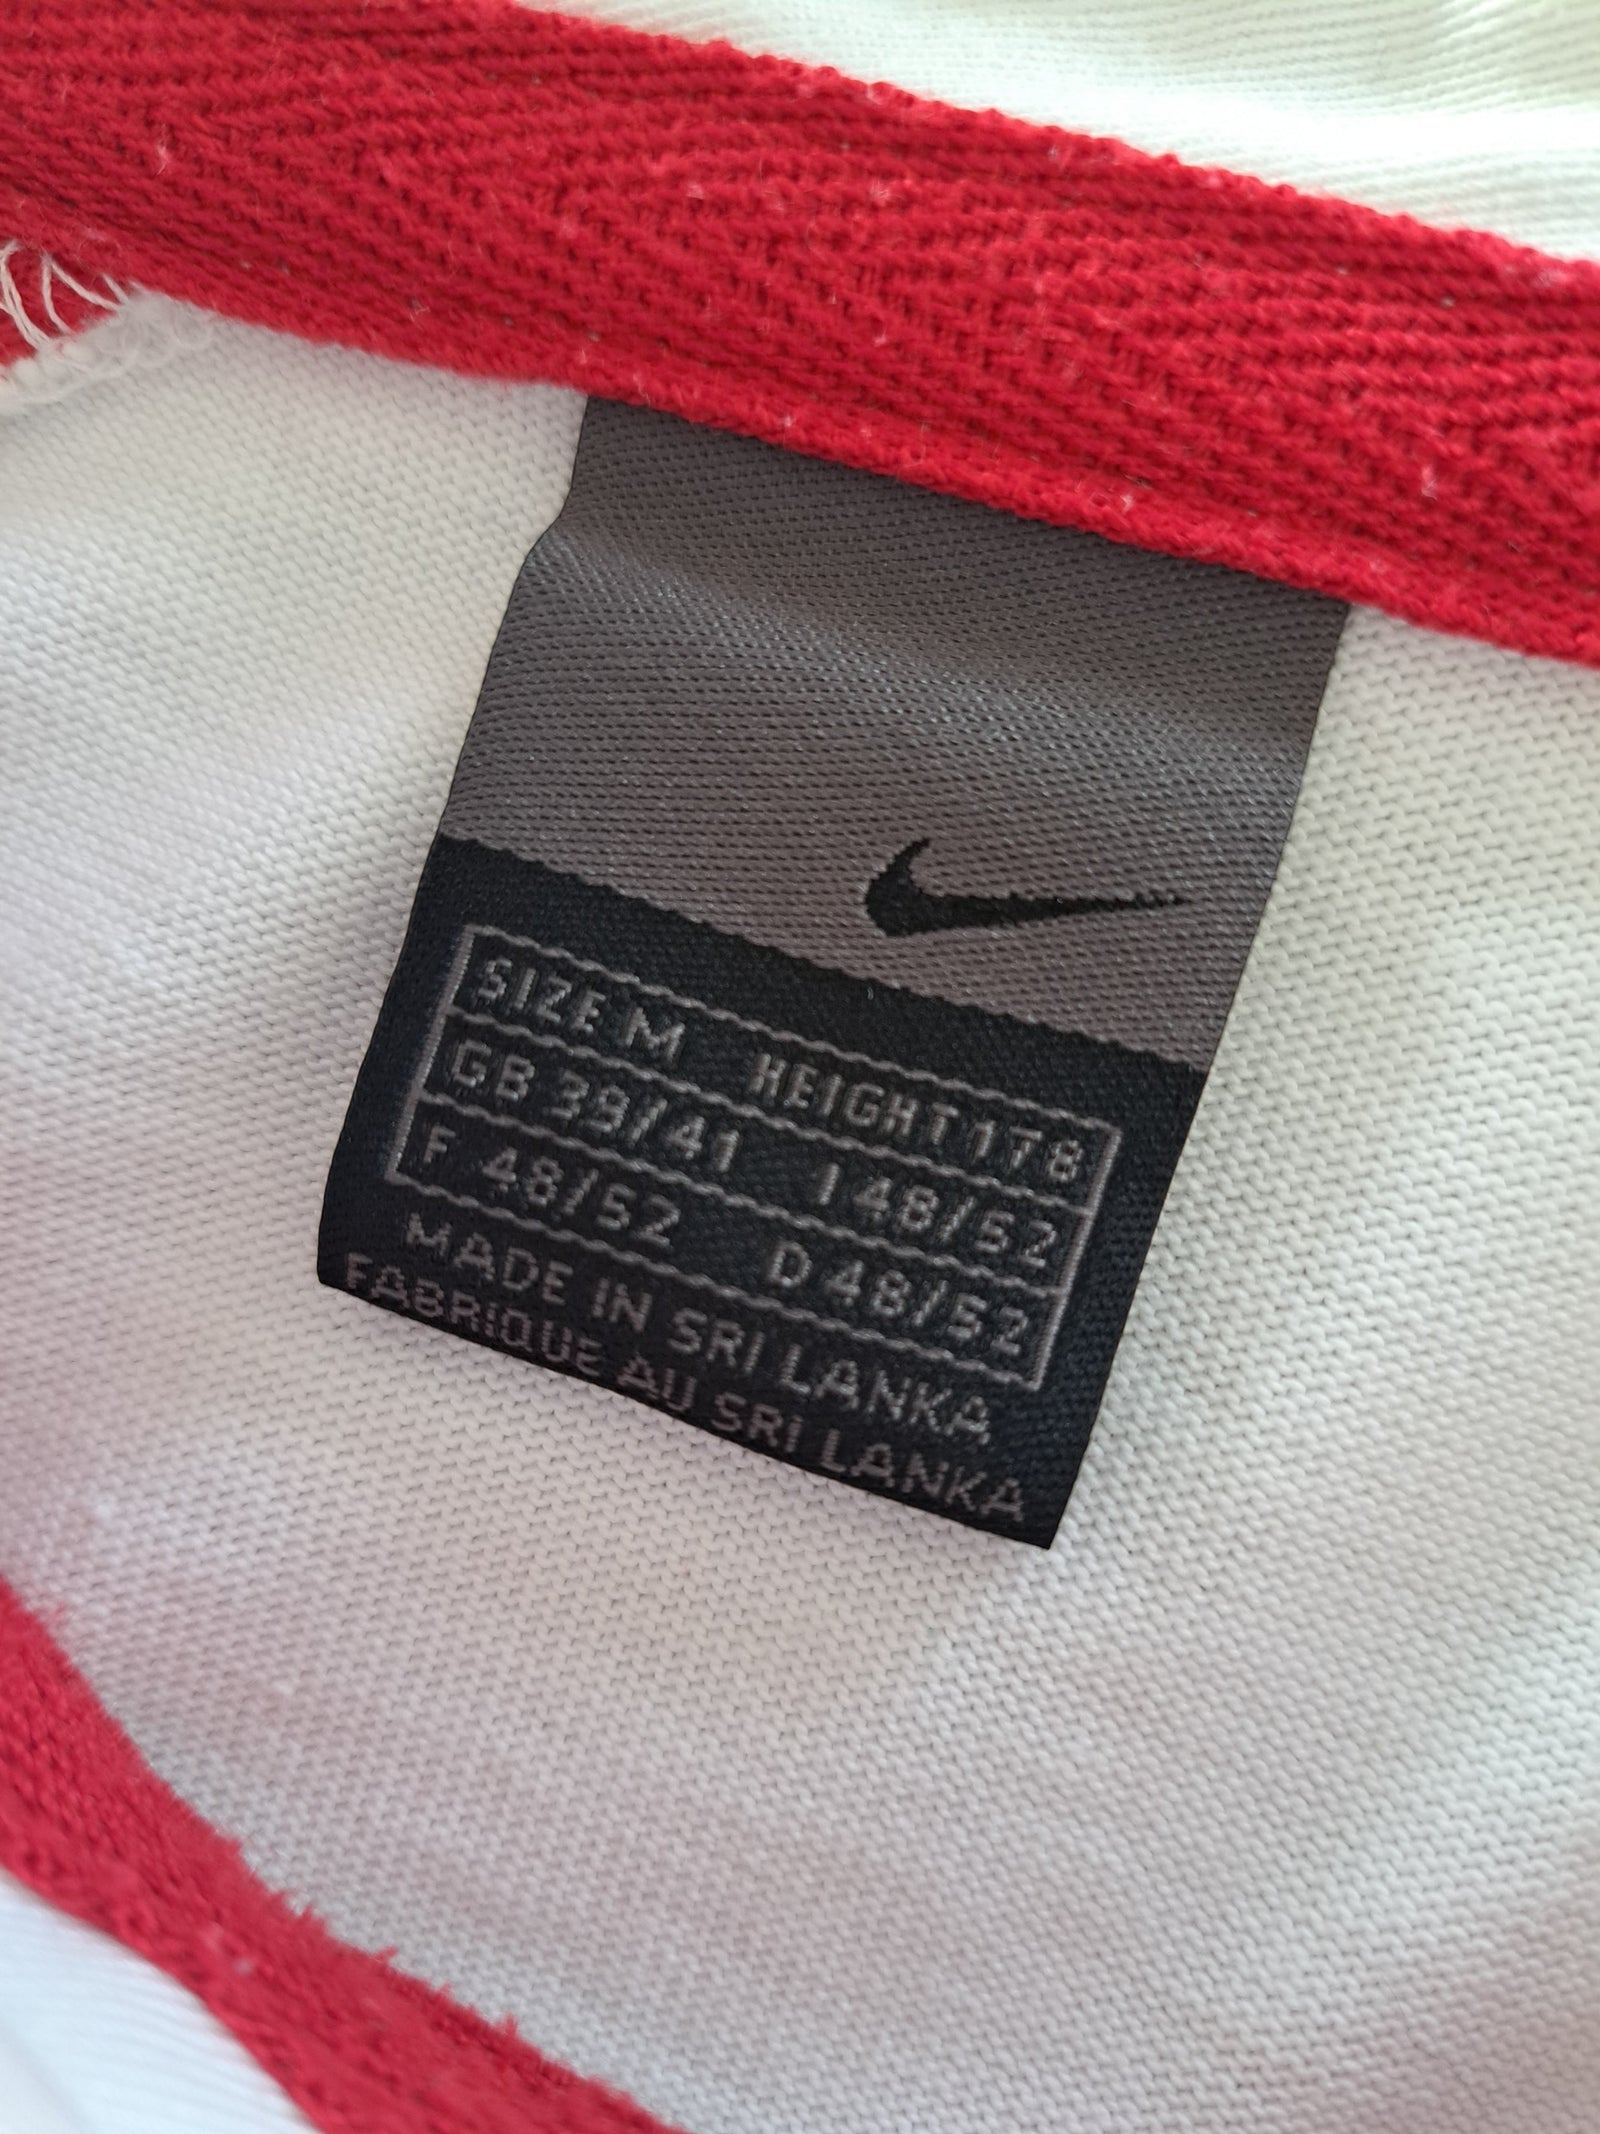 SIZE M HEIGHT 178
GB 39/41 I 48/52
F 48/52 D 48/52
MADE IN SRI LANKA
FABRIQUE AU SRI LANKA